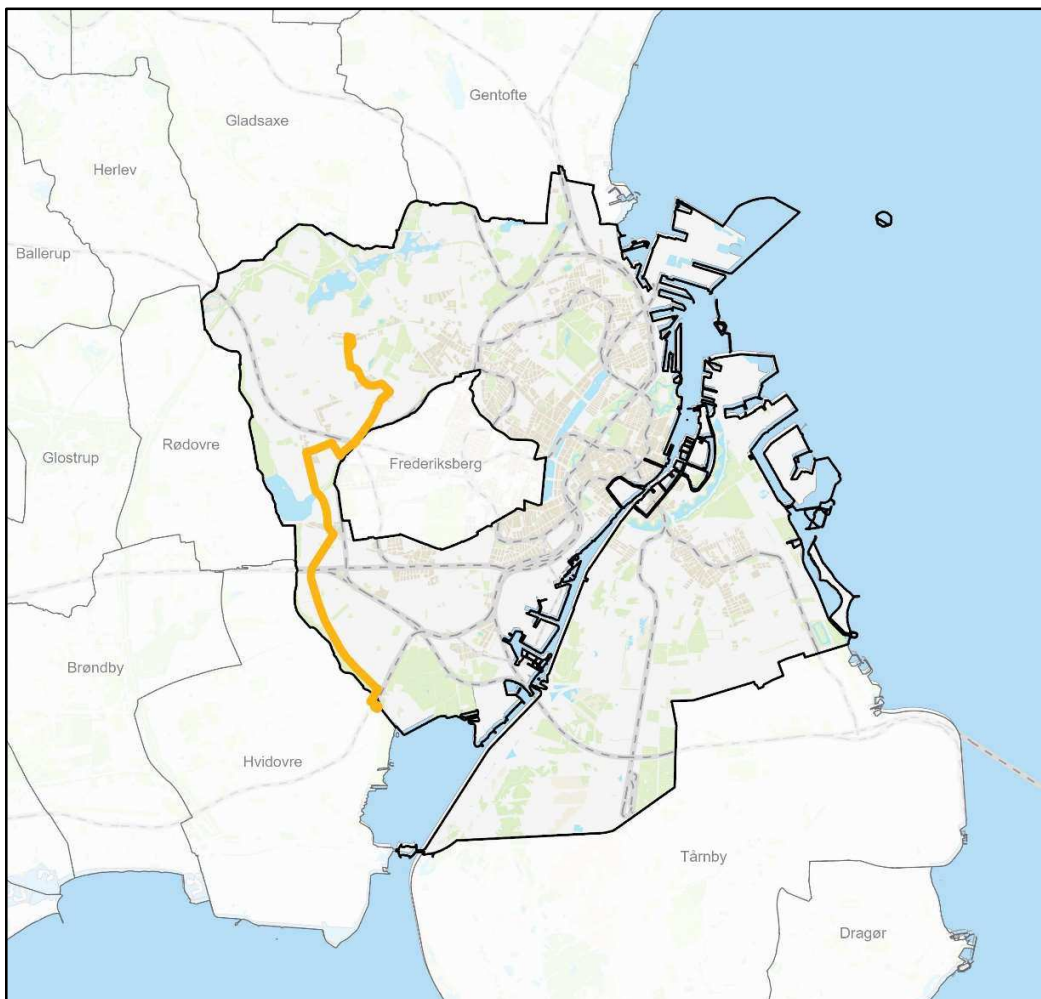 Gentofte
Gladsaxe
Herlev
Ballerup
Rødovre
Glostrup
Frederiksberg
Brøndby
Hvidovre
Tårnby
Dragør